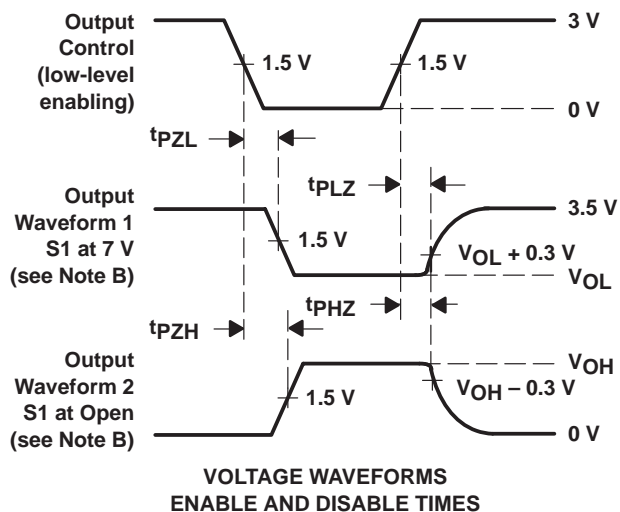 Output
Control
(low-level
enabling)
3 V
1.5 V
1.5 V
0 V
tPZL
tPLZ
Output
Waveform 1
S1 at 7 V
(see Note B)
3.5 V
1.5 V
VOL + 0.3 V
VOL
tPHZ
tPZH
Output
Waveform 2
S1 at Open
(see Note B)
VOH
1.5 V
VOH – 0.3 V
0 V
VOLTAGE WAVEFORMS
ENABLE AND DISABLE TIMES